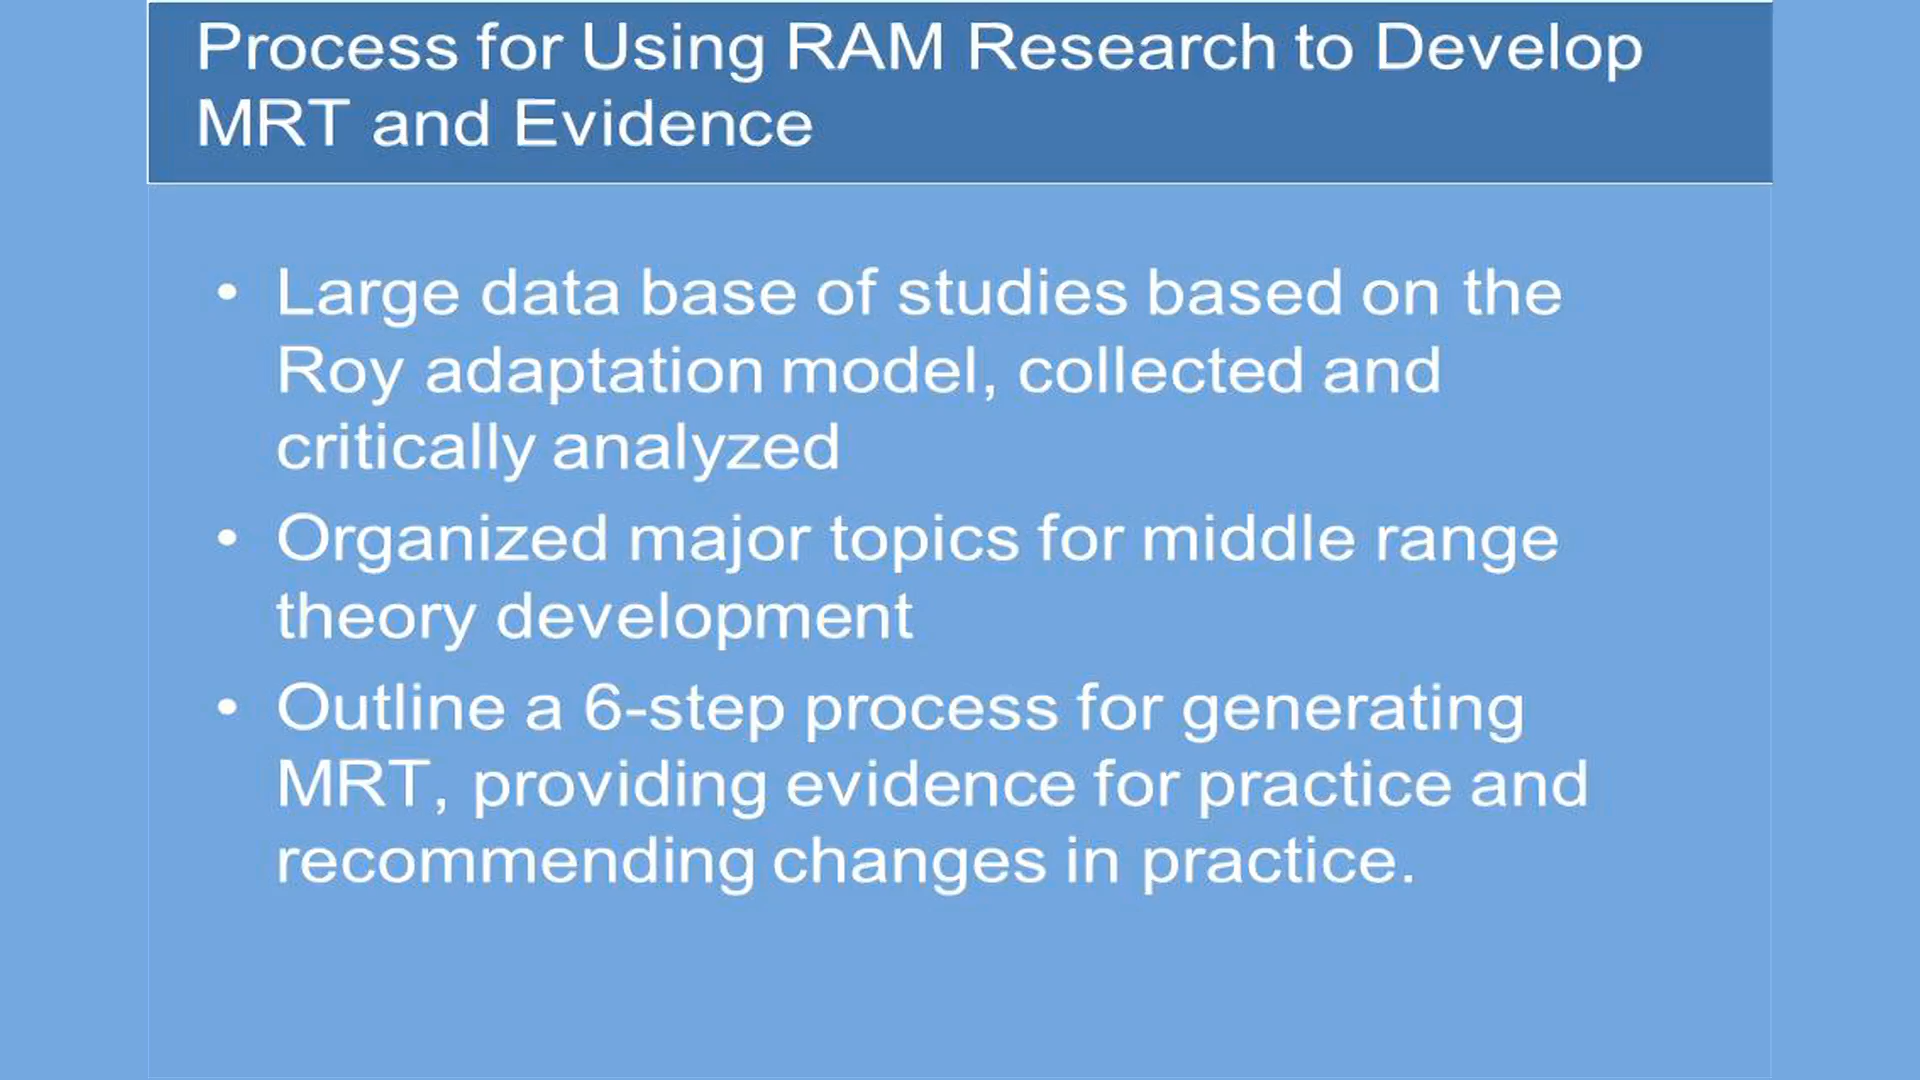 Process for Using RAM Research to Develop
MRT and Evidence
• Large data base of studies based on the
Roy adaptation model, collected and
critically analyzed
• Organized major topics for middle range
theory development
• Outline a 6-step process for generating
MRT, providing evidence for practice and
recommending changes in practice.